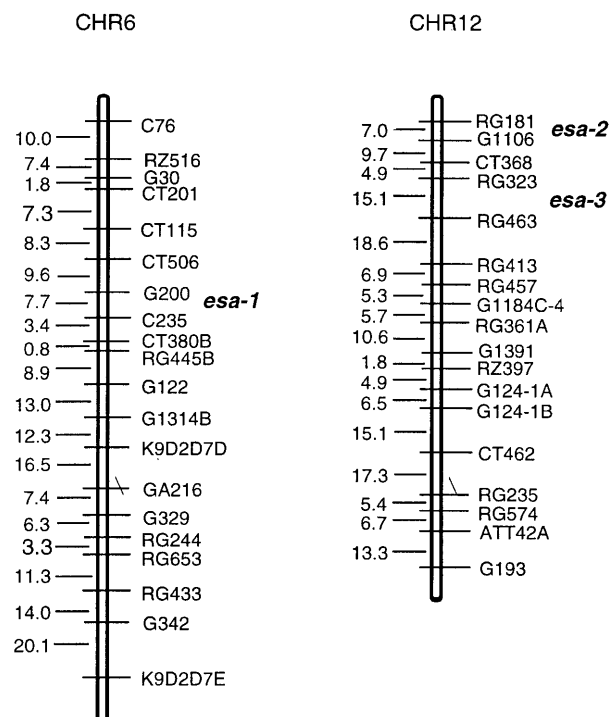 CHR6
C76
10.0
RZ516
7.4
G30
1.8
CT201
7.3
CT115
8.3
CT506
9.6
G200
esa-1
7.7
C235
3.4
CT380B
0.8
RG445B
8.9
G122
13.0
G1314B
12.3
K9D2D7D
16.5
GA216
7.4
G329
6.3
RG244
3.3
RG653
11.3
RG433
14.0
G342
20.1
K9D2D7E
CHR12
RG181
esa-2
7.0
G1106
9.7
CT368
4.9
RG323
15.1
esa-3
RG463
18.6
RG413
6.9
RG457
5.3
G1184C-4
5.7
RG361A
10.6
G1391
1.8
RZ397
4.9
G124-1A
6.5
G124-1B
15.1
CT462
17.3
RG235
5.4
RG574
6.7
ATT42A
13.3
G193